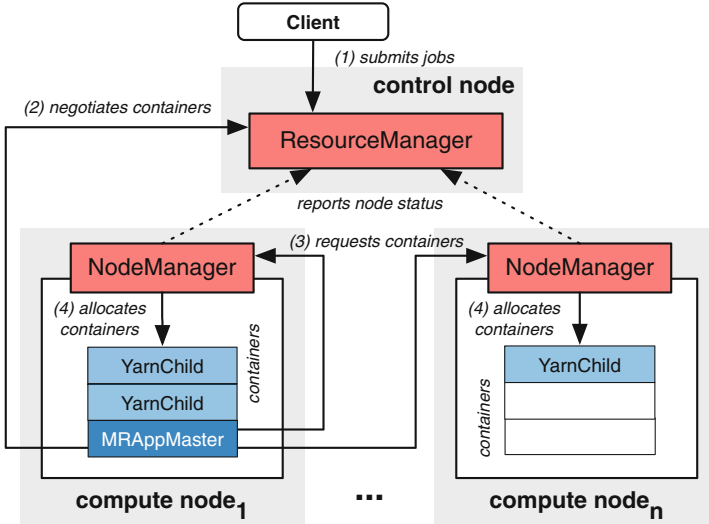 Client
(1) submits jobs
control node
(2) negotiates containers
ResourceManager
reports node status
(3) requests containers
NodeManager
NodeManager
(4) allocates
containers
(4) allocates
containers
YarnChild
YarnChild
MRAppMaster
containers
YarnChild
containers
compute node1
...
compute noden